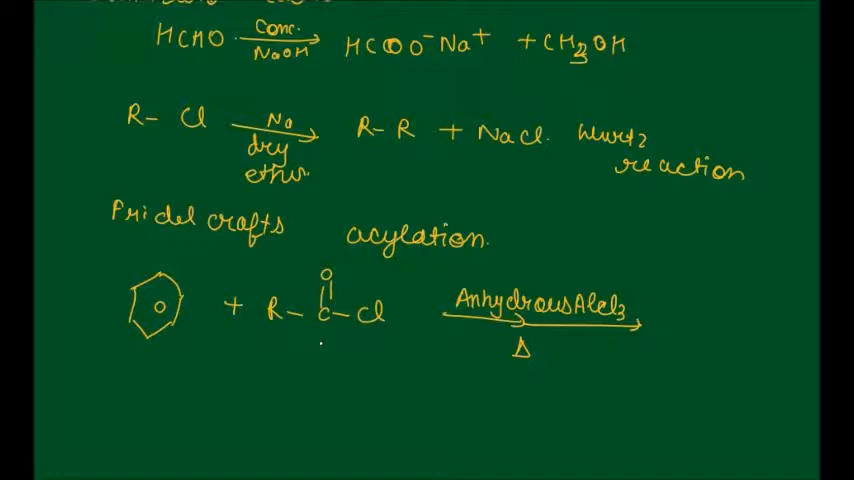 HCHO Conc. NaOH → HCOO⁻Na⁺ + CH₃OH
R- Cl Na dry ether → R-R + NaCl. wurtz
reaction
Fridel crafts acylation.
+ R-C(=O)-Cl Anhydrous AlCl₃ Δ →